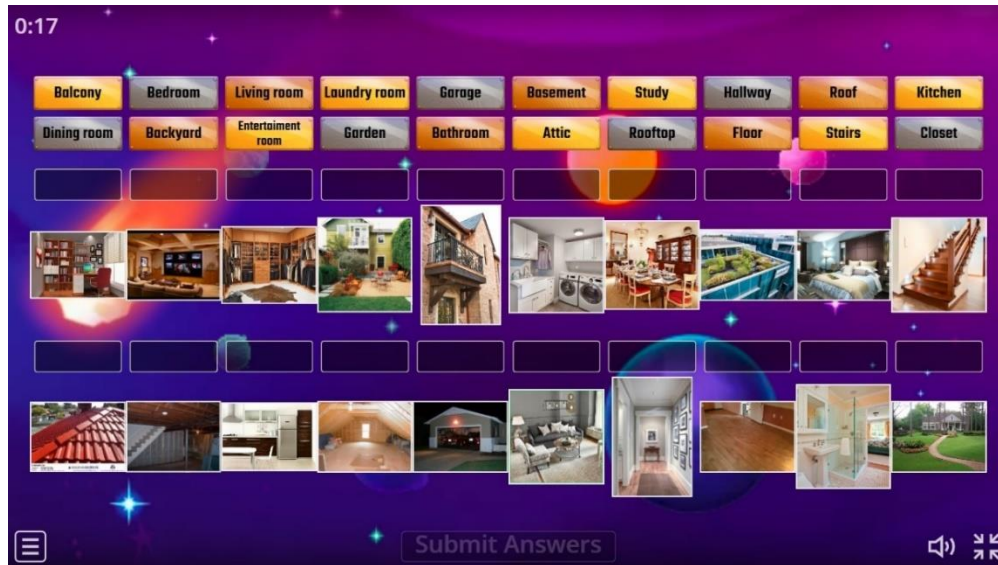 0:17
Balcony Bedroom Living room Laundry room Garage Basement Study Hallway Roof Kitchen
Dining room Backyard Entertaiment room Garden Bathroom Attic Rooftop Floor Stairs Closet
Submit Answers